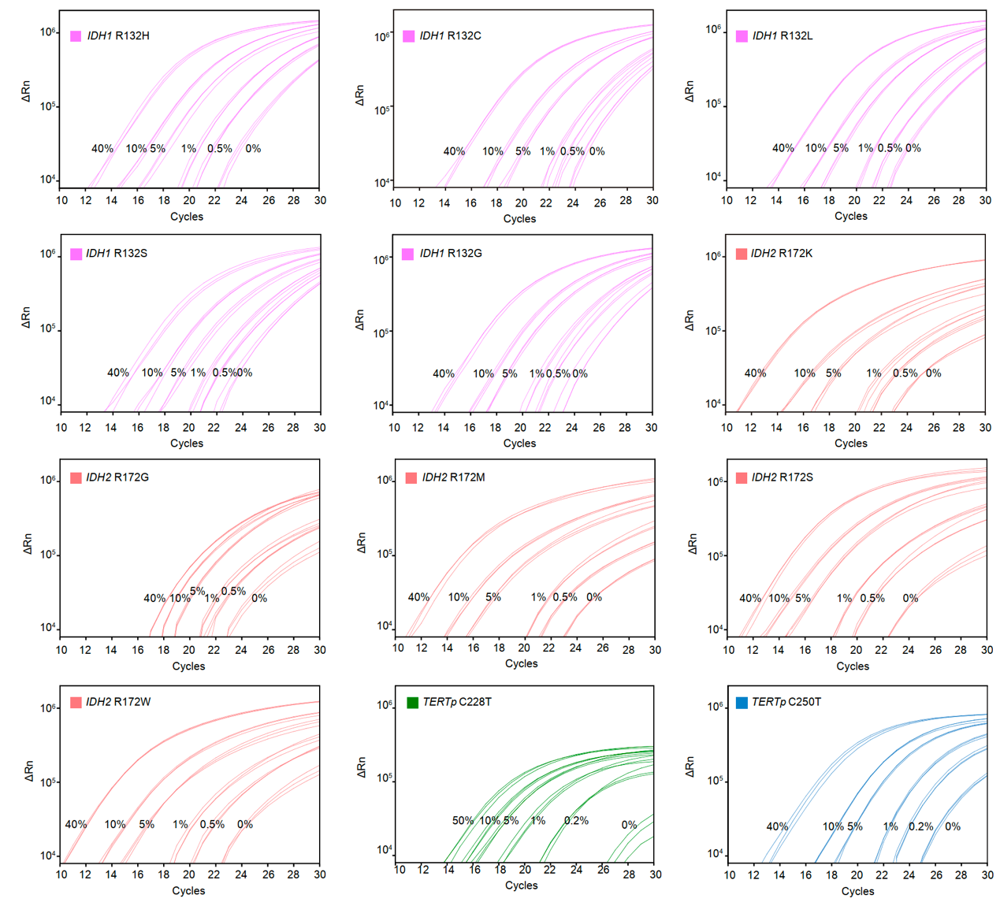 IDH1 R132H
ΔRn
10⁶
10⁵
10⁴
40% 10% 5% 1% 0.5% 0%
10 12 14 16 18 20 22 24 26 28 30
Cycles
IDH1 R132C
ΔRn
10⁶
10⁵
10⁴
40% 10% 5% 1% 0.5% 0%
10 12 14 16 18 20 22 24 26 28 30
Cycles
IDH1 R132L
ΔRn
10⁶
10⁵
10⁴
40% 10% 5% 1% 0.5% 0%
10 12 14 16 18 20 22 24 26 28 30
Cycles
IDH1 R132S
ΔRn
10⁶
10⁵
10⁴
40% 10% 5% 1% 0.5% 0%
10 12 14 16 18 20 22 24 26 28 30
Cycles
IDH1 R132G
ΔRn
10⁶
10⁵
10⁴
40% 10% 5% 1% 0.5% 0%
10 12 14 16 18 20 22 24 26 28 30
Cycles
IDH2 R172K
ΔRn
10⁶
10⁵
10⁴
40% 10% 5% 1% 0.5% 0%
10 12 14 16 18 20 22 24 26 28 30
Cycles
IDH2 R172G
ΔRn
10⁶
10⁵
10⁴
40% 10% 5% 1% 0.5% 0%
10 12 14 16 18 20 22 24 26 28 30
Cycles
IDH2 R172M
ΔRn
10⁶
10⁵
10⁴
40% 10% 5% 1% 0.5% 0%
10 12 14 16 18 20 22 24 26 28 30
Cycles
IDH2 R172S
ΔRn
10⁶
10⁵
10⁴
40% 10% 5% 1% 0.5% 0%
10 12 14 16 18 20 22 24 26 28 30
Cycles
IDH2 R172W
ΔRn
10⁶
10⁵
10⁴
40% 10% 5% 1% 0.5% 0%
10 12 14 16 18 20 22 24 26 28 30
Cycles
TERTp C228T
ΔRn
10⁶
10⁵
10⁴
50% 10% 5% 1% 0.2% 0%
10 12 14 16 18 20 22 24 26 28 30
Cycles
TERTp C250T
ΔRn
10⁶
10⁵
10⁴
40% 10% 5% 1% 0.2% 0%
10 12 14 16 18 20 22 24 26 28 30
Cycles